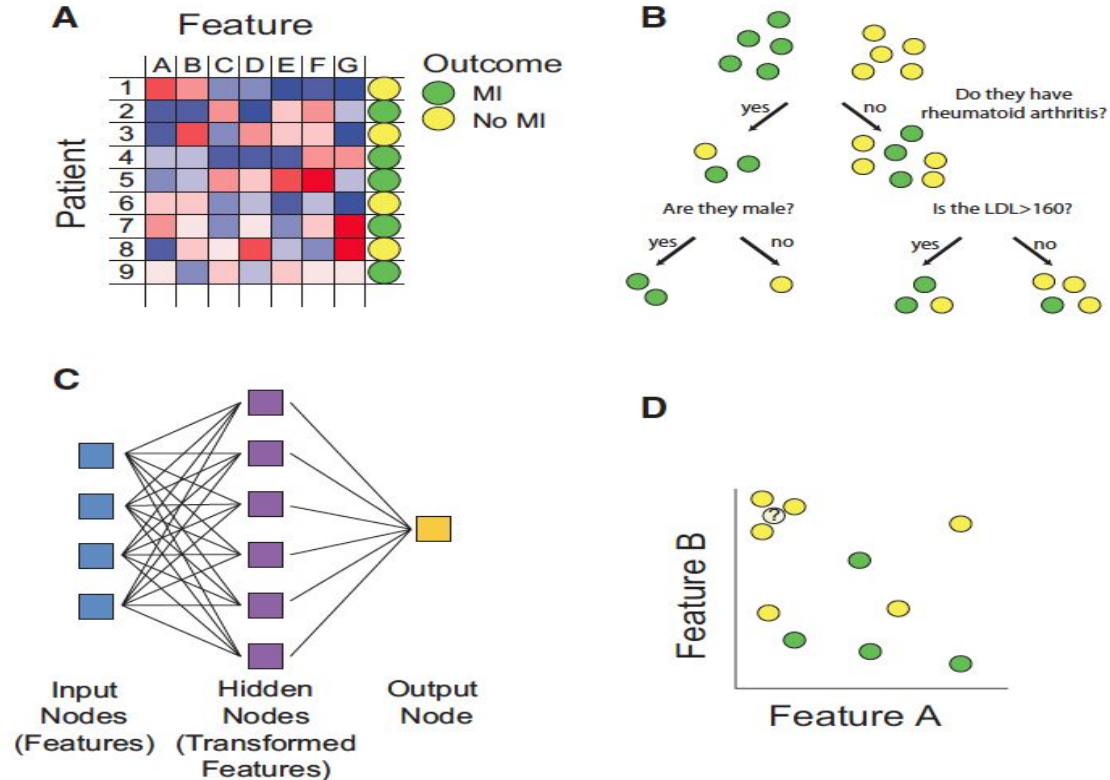 A
Feature
A B C D E F G
Outcome
MI
No MI
Patient
1
2
3
4
5
6
7
8
9
B
yes
no
Do they have
rheumatoid arthritis?
Are they male?
Is the LDL>160?
yes
no
yes
no
C
Input
Nodes
(Features)
Hidden
Nodes
(Transformed
Features)
Output
Node
D
?
Feature B
Feature A